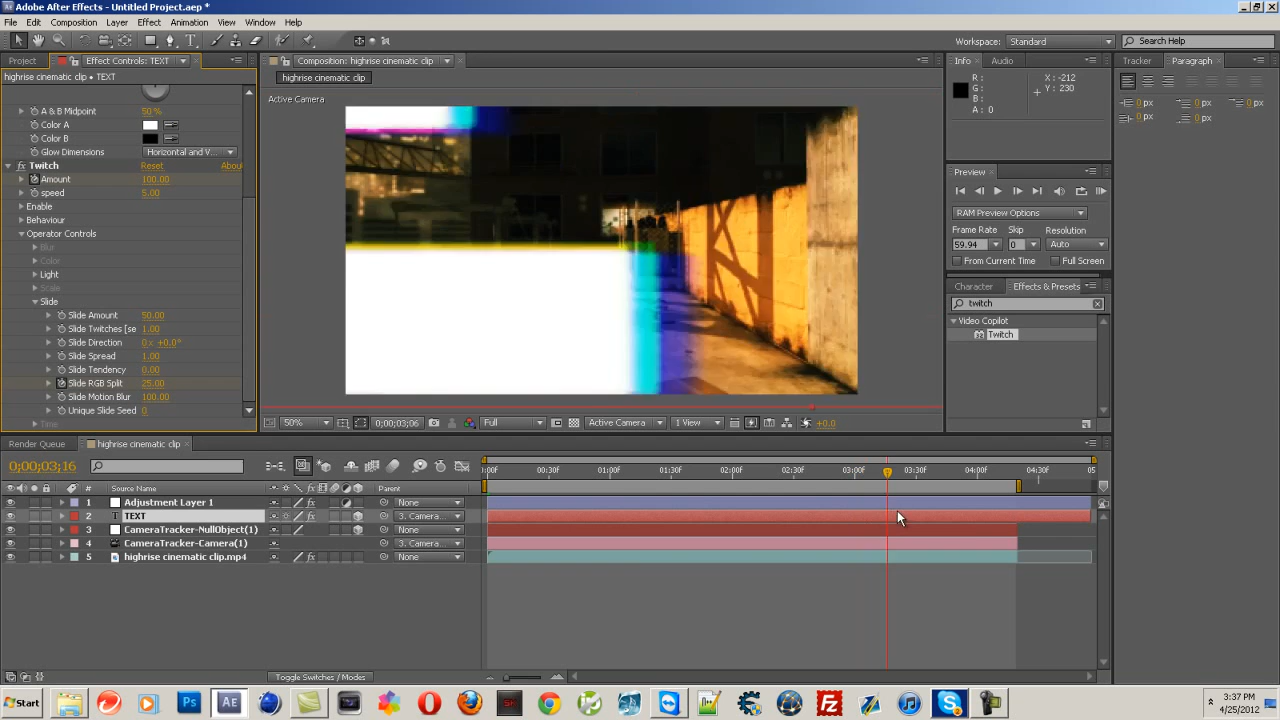 Adobe After Effects - Untitled Project.aep *
File Edit Composition Layer Effect Animation View Window Help
Workspace: Standard Search Help
Project Effect Controls: TEXT
highrise cinematic clip • TEXT
A & B Midpoint 50 %
Color A
Color B
Glow Dimensions Horizontal and V...
Twitch Reset Abou
Amount 100.00
speed 5.00
Enable
Behaviour
Operator Controls
Blur
Color
Light
Scale
Slide
Slide Amount 50.00
Slide Twitches [se 1.00
Slide Direction 0x +0.0°
Slide Spread 1.00
Slide Tendency 0.00
Slide RGB Split 25.00
Slide Motion Blur 100.00
Unique Slide Seed 0
Time
Composition: highrise cinematic clip
highrise cinematic clip
Active Camera
50% 0;00;03;06 Full Active Camera 1 View +0.0
Info Audio
R : X : -212
G : Y : 230
B :
A : 0
Preview
RAM Preview Options
Frame Rate Skip Resolution
59.94 0 Auto
From Current Time Full Screen
Character Effects & Presets
twitch
Video Copilot
Twitch
Tracker Paragraph
0 px 0 px 0 px
0 px 0 px
Render Queue highrise cinematic clip
0;00;03;16
:00f 00:30f 01:00f 01:30f 02:00f 02:30f 03:00f 03:30f 04:00f 04:30f 05
# Source Name Parent
1 Adjustment Layer 1 None
2 TEXT 3. Camera...
3 CameraTracker-NullObject(1) None
4 CameraTracker-Camera(1) 3. Camera...
5 highrise cinematic clip.mp4 None
Toggle Switches / Modes
Start Ps Ae Fz
3:37 PM
4/25/2012